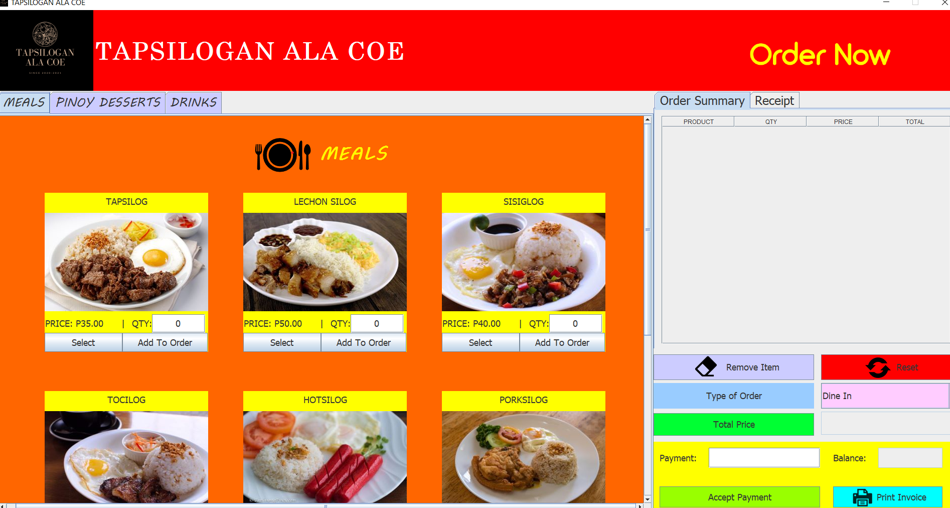 TAPSILOGAN ALA COE
TAPSILOGAN
ALA COE
TAPSILOGAN ALA COE
Order Now
MEALS PINOY DESSERTS DRINKS
Order Summary Receipt
PRODUCT QTY PRICE TOTAL
MEALS
TAPSILOG LECHON SILOG SISIGLOG
PRICE: P35.00 | QTY: 0 PRICE: P50.00 | QTY: 0 PRICE: P40.00 | QTY: 0
Select Add To Order Select Add To Order Select Add To Order
TOCILOG HOTSILOG PORKSILOG
Remove Item Reset
Type of Order Dine In
Total Price
Payment: Balance:
Accept Payment Print Invoice